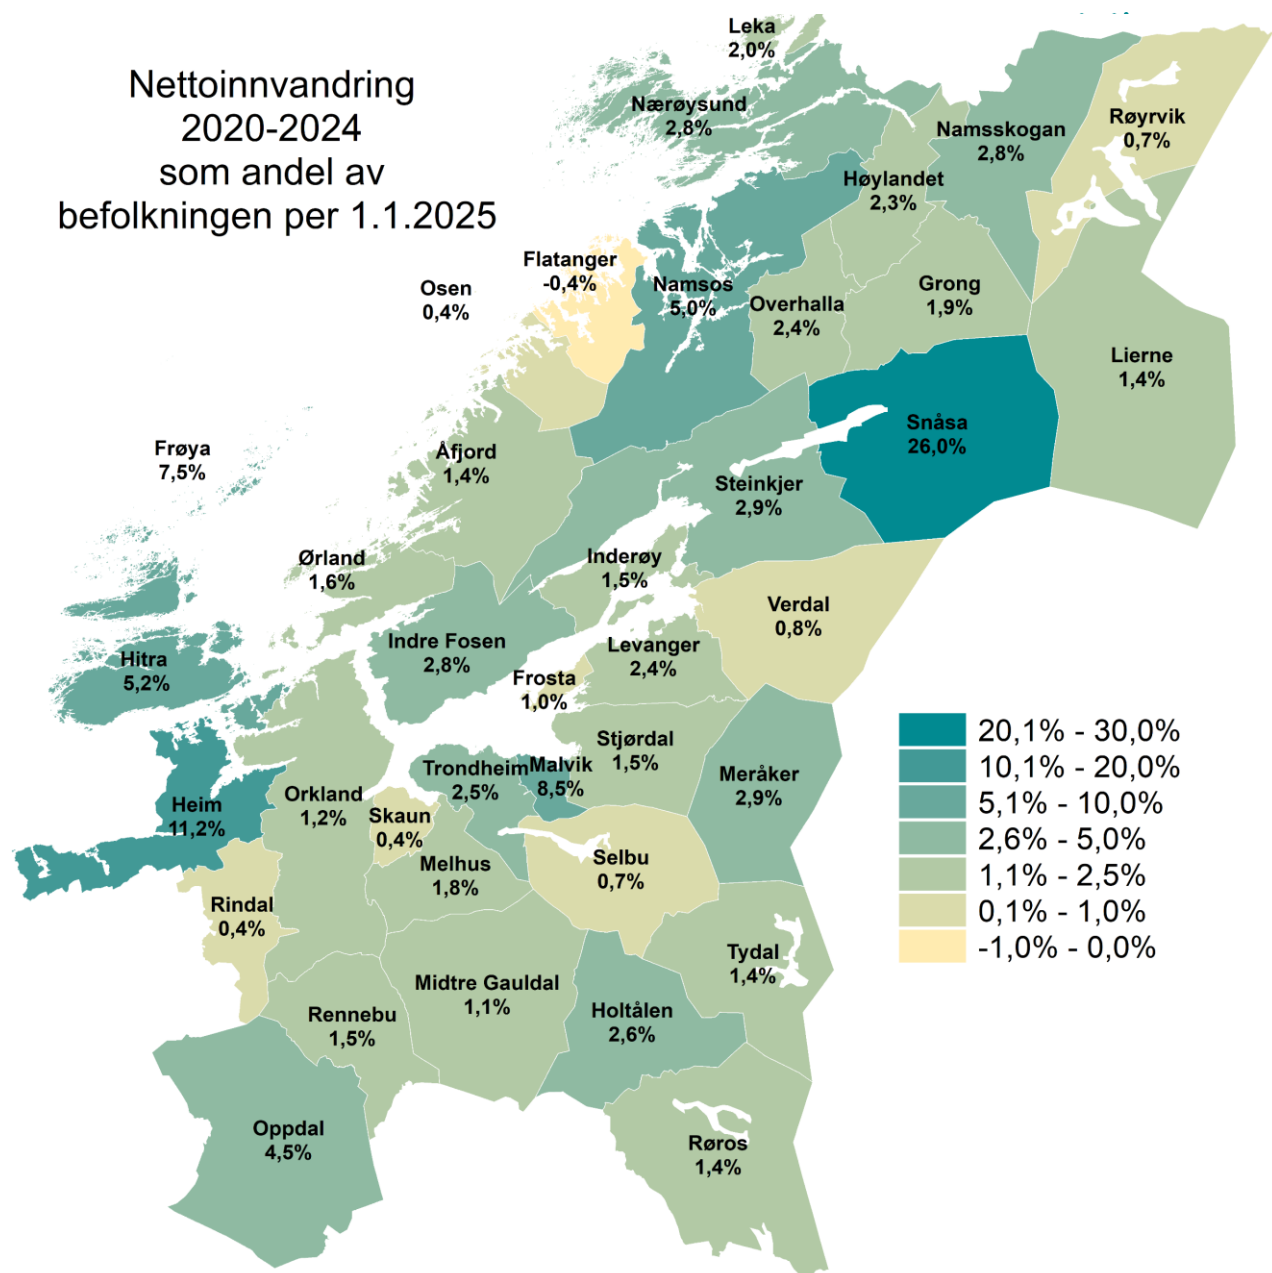 Nettoinnvandring
2020-2024
som andel av
befolkningen per 1.1.2025
Leka
2,0%
Nærøysund
2,8%
Namsskogan
2,8%
Røyrvik
0,7%
Høylandet
2,3%
Flatanger
-0,4%
Osen
0,4%
Namsos
5,0%
Overhalla
2,4%
Grong
1,9%
Lierne
1,4%
Snåsa
26,0%
Frøya
7,5%
Åfjord
1,4%
Steinkjer
2,9%
Ørland
1,6%
Inderøy
1,5%
Verdal
0,8%
Indre Fosen
2,8%
Levanger
2,4%
Hitra
5,2%
Frosta
1,0%
Stjørdal
1,5%
Meråker
2,9%
Trondheim
2,5%
Malvik
8,5%
Heim
11,2%
Orkland
1,2%
Skaun
0,4%
Melhus
1,8%
Selbu
0,7%
Rindal
0,4%
Tydal
1,4%
Midtre Gauldal
1,1%
Rennebu
1,5%
Holtålen
2,6%
Oppdal
4,5%
Røros
1,4%
20,1% - 30,0%
10,1% - 20,0%
5,1% - 10,0%
2,6% - 5,0%
1,1% - 2,5%
0,1% - 1,0%
-1,0% - 0,0%